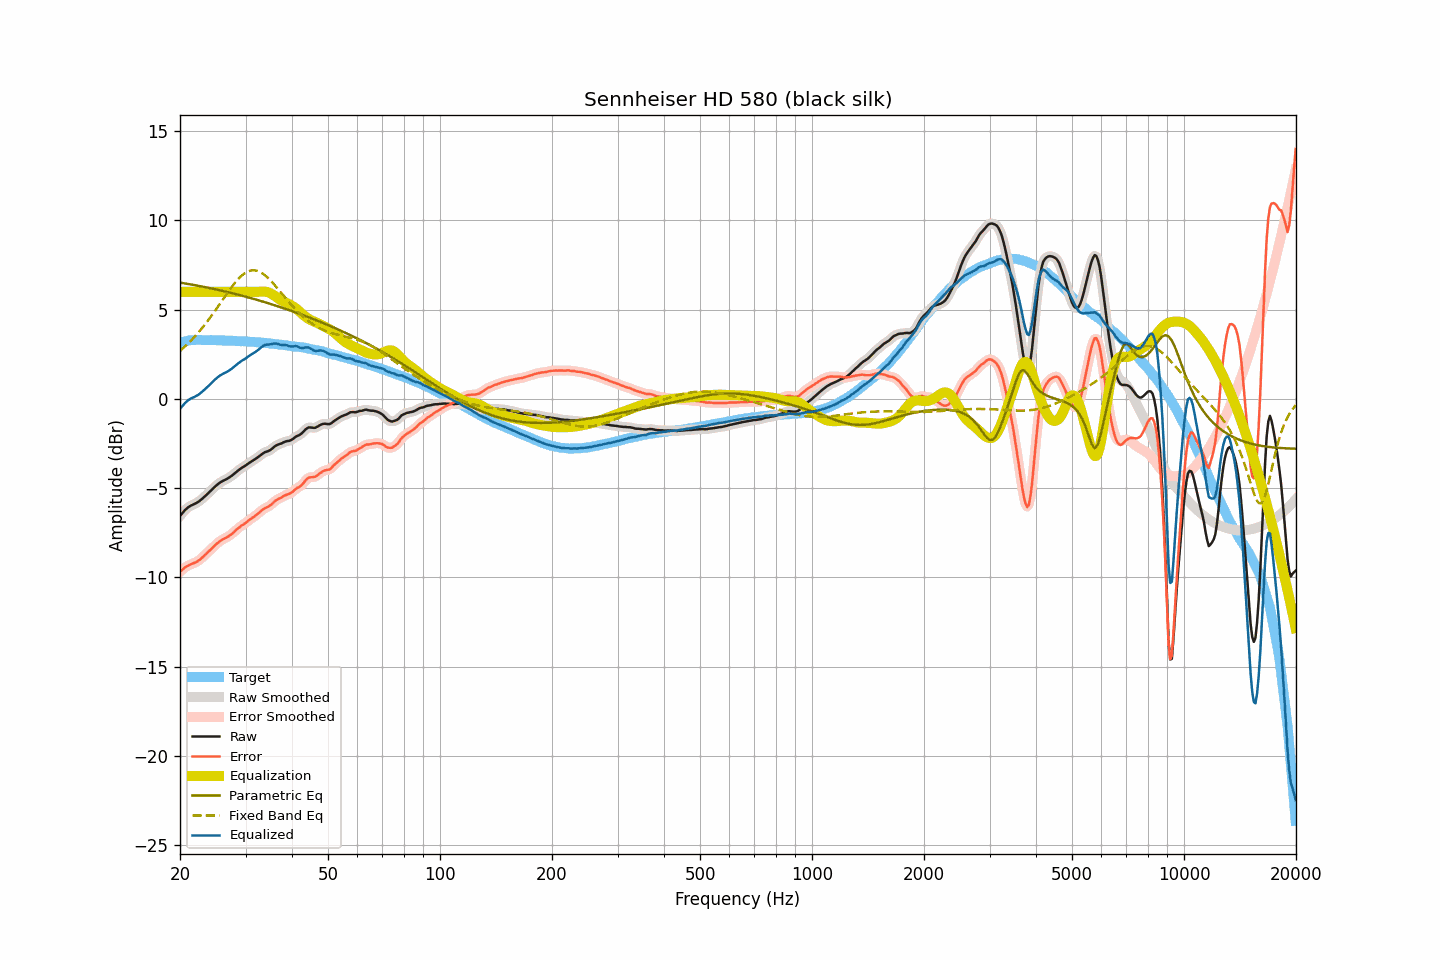 Sennheiser HD 580 (black silk)
15
10
5
0
−5
−10
−15
−20
−25
Amplitude (dBr)
Target
Raw Smoothed
Error Smoothed
Raw
Error
Equalization
Parametric Eq
Fixed Band Eq
Equalized
20 50 100 200 500 1000 2000 5000 10000 20000
Frequency (Hz)